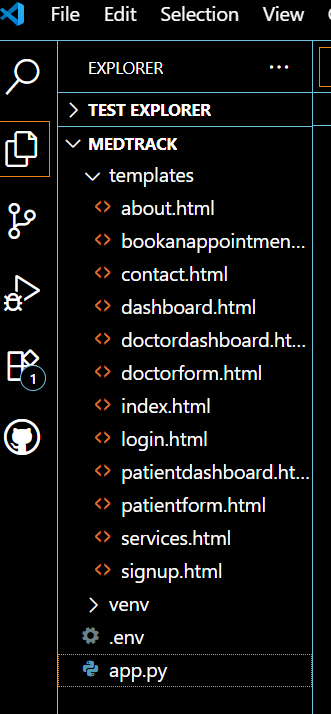 File Edit Selection View
EXPLORER ...
TEST EXPLORER
MEDTRACK
templates
<> about.html
<> bookanappointmen...
<> contact.html
<> dashboard.html
<> doctordashboard.ht...
<> doctorform.html
<> index.html
<> login.html
<> patientdashboard.ht...
<> patientform.html
<> services.html
<> signup.html
venv
.env
app.py
1